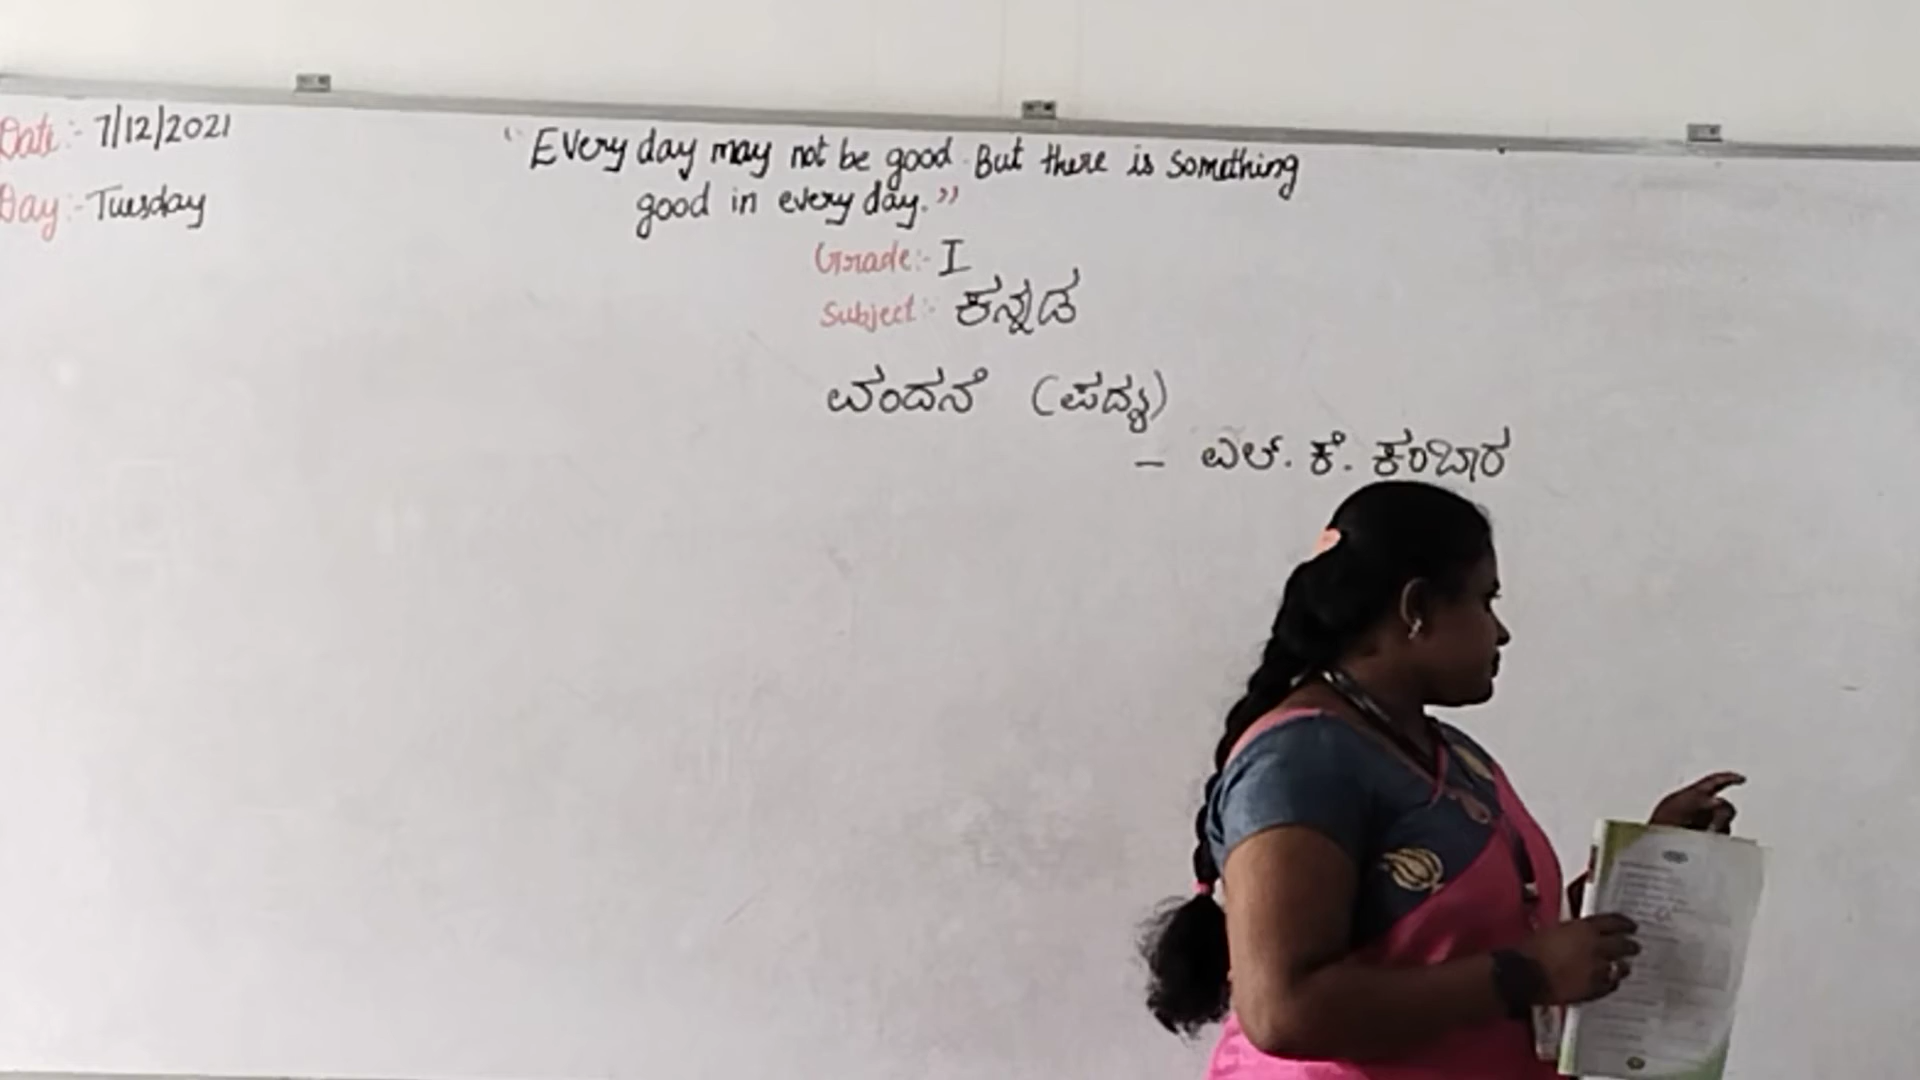 Date:- 7/12/2021
Day:- Tuesday
"Every day may not be good. But there is something
good in every day."
Grade:- I
Subject:- ಕನ್ನಡ
ವಂದನೆ (ಪದ್ಯ)
- ಎಲ್. ಕೆ. ಕಂಬಾರ